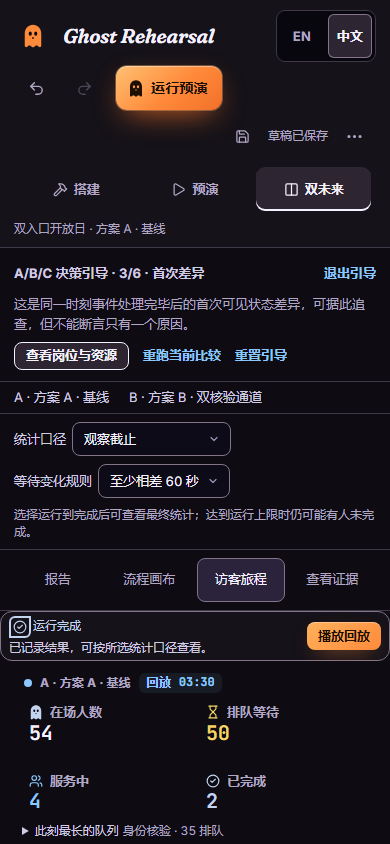 Ghost Rehearsal
EN 中文
运行预演
草稿已保存
搭建 预演 双未来
双入口开放日 · 方案 A · 基线
A/B/C 决策引导 · 3/6 · 首次差异 退出引导
这是同一时刻事件处理完毕后的首次可见状态差异，可据此追
查，但不能断言只有一个原因。
查看岗位与资源 重跑当前比较 重置引导
A · 方案 A · 基线 B · 方案 B · 双核验通道
统计口径 观察截止
等待变化规则 至少相差 60 秒
选择运行到完成后可查看最终统计；达到运行上限时仍可能有人未完
成。
报告 流程画布 访客旅程 查看证据
运行完成
已记录结果，可按所选统计口径查看。
播放回放
A · 方案 A · 基线 回放 03:30
在场人数 排队等待
54 50
服务中 已完成
4 2
此刻最长的队列 身份核验 · 35 排队